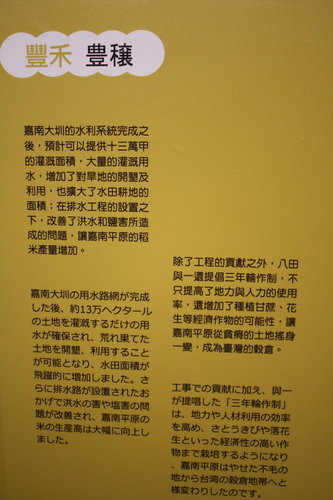 豐禾 豊穣
嘉南大圳的水利系統完成之
後，預計可以提供十三萬甲
的灌溉面積，大量的灌溉用
水，增加了對旱地的開墾及
利用，也擴大了水田耕地的
面積；在排水工程的設置之
下，改善了洪水和鹽害所造
成的問題，讓嘉南平原的稻
米產量增加。
嘉南大圳の用水路網が完成
した後、約13万ヘクタール
の土地を灌漑するだけの用
水が確保され、荒れ果てた
土地を開墾、利用すること
が可能となり、水田面積が
飛躍的に増加しました。さ
らに排水路が設置されたお
かげで洪水の害や塩害の問
題が改善され、嘉南平原の
米の生産高は大幅に向上し
ました。
除了工程的貢獻之外，八田
與一還提倡三年輪作制，不
只提高了地力與人力的使用
率，還增加了種植甘蔗、花
生等經濟作物的可能性，讓
嘉南平原從貧瘠的土地搖身
一變，成為臺灣的穀倉。
工事での貢献に加え、與一
が提唱した「三年輪作制」
は、地力や人材利用の効率
を高め、さとうきびや落花
生といった経済性の高い作
物まで栽培するようになり
、嘉南平原はやせた不毛の
地から台湾の穀倉地帯へと
様変わりしたのです。